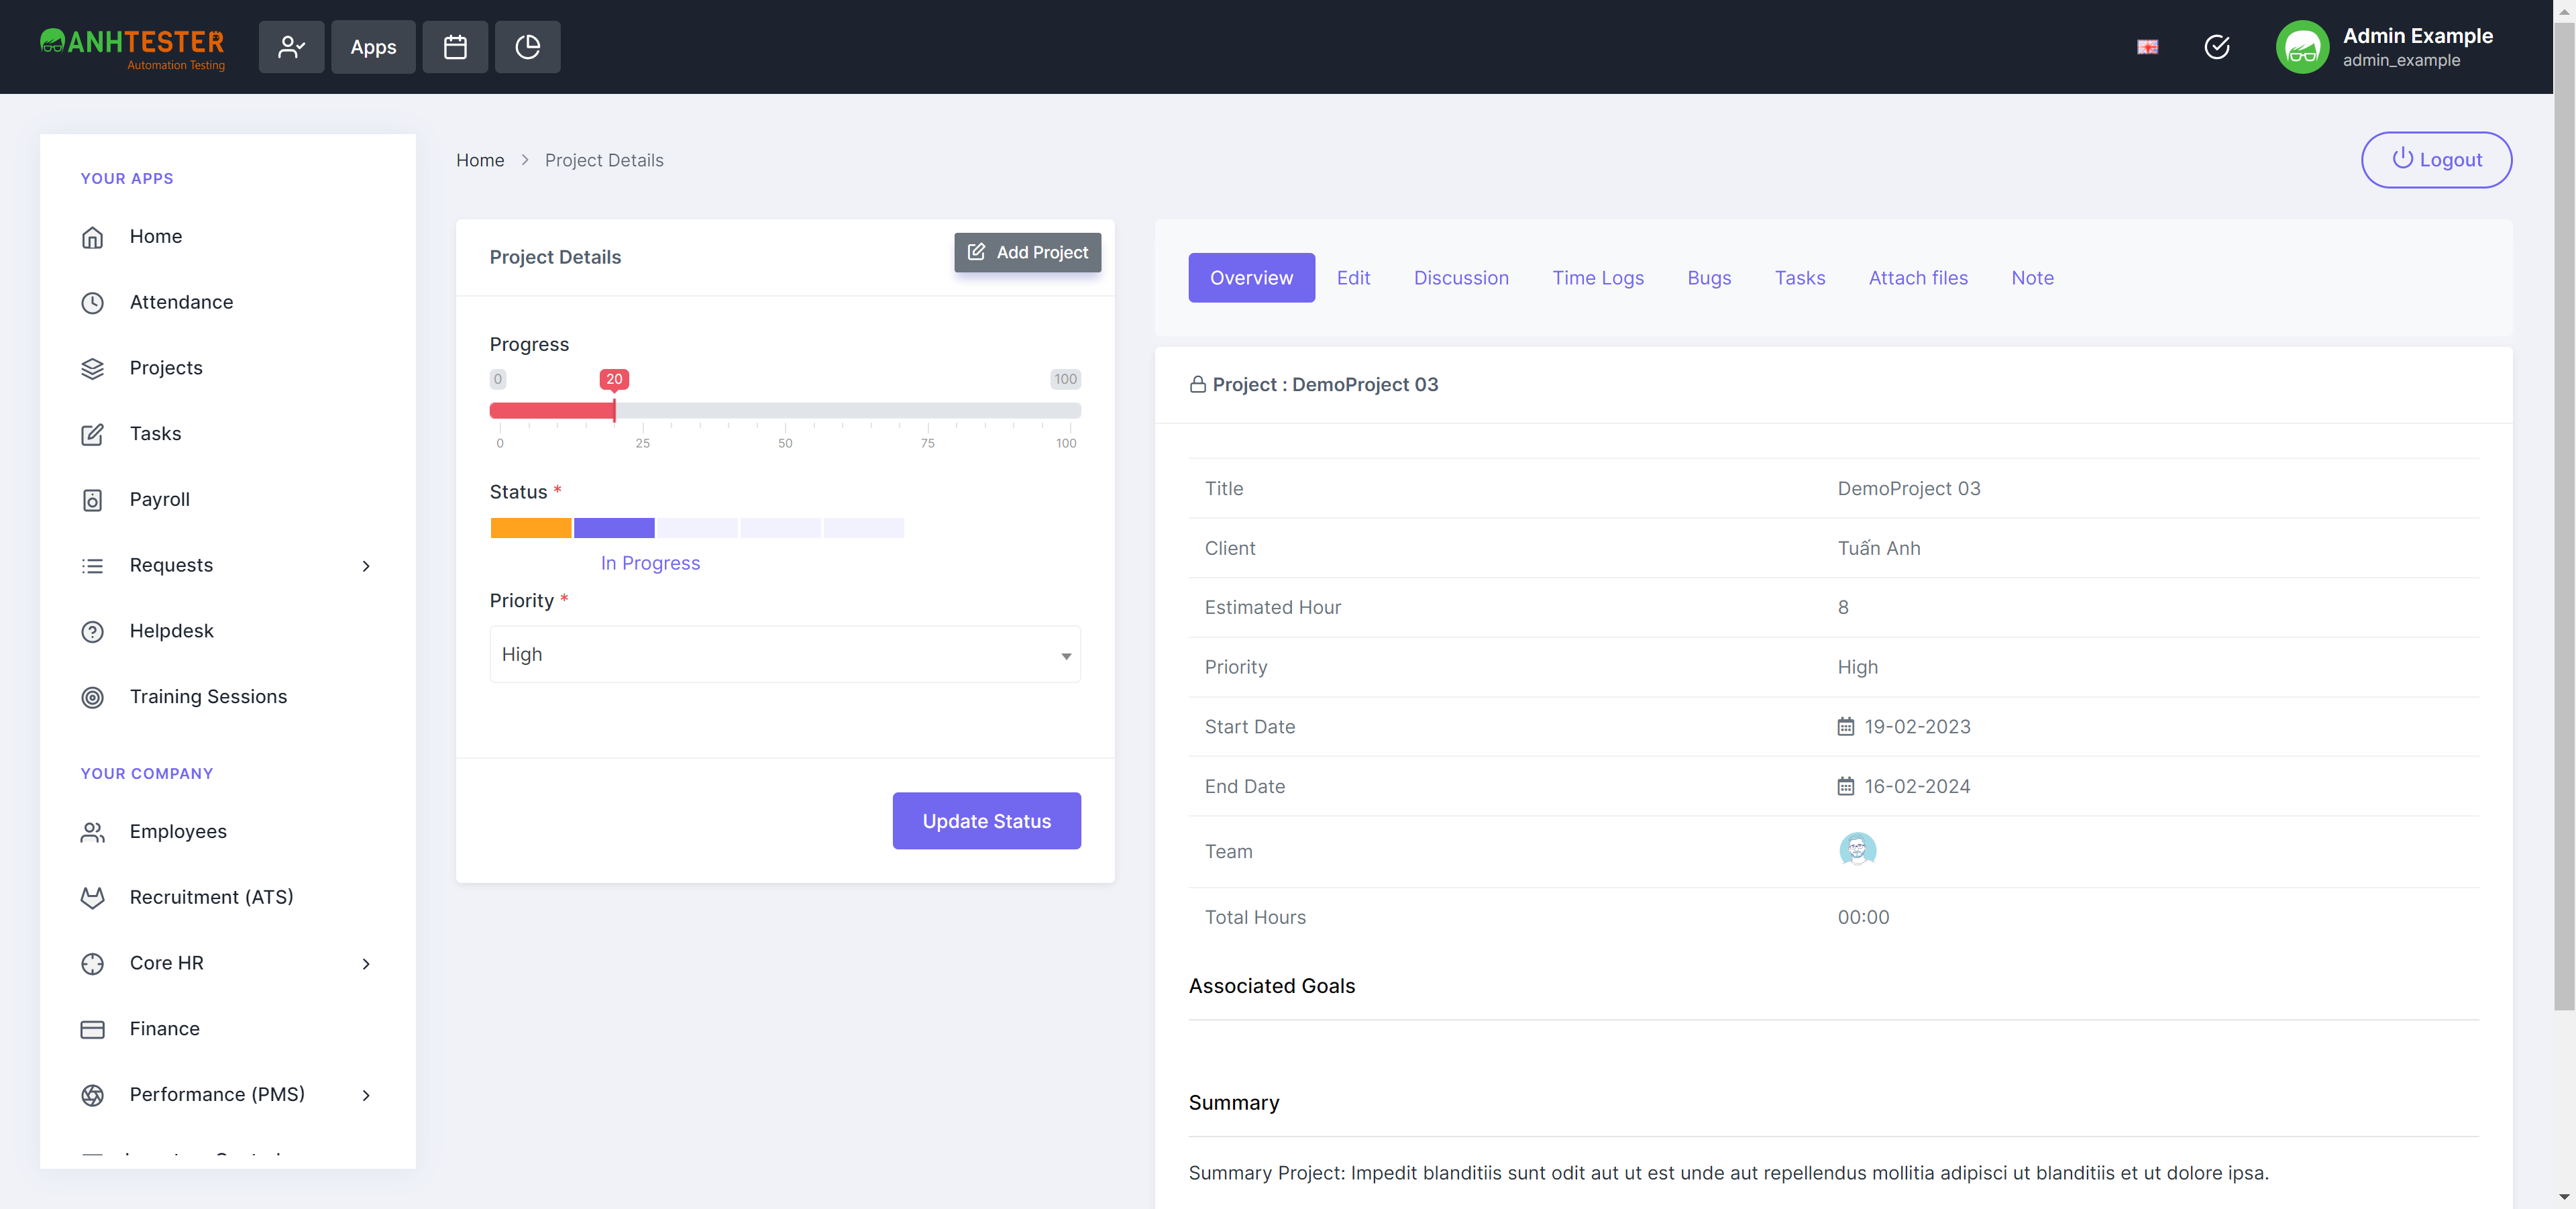 ANHTESTER
Automation Testing
Apps
Admin Example
admin_example
YOUR APPS
Home
Attendance
Projects
Tasks
Payroll
Requests
Helpdesk
Training Sessions
YOUR COMPANY
Employees
Recruitment (ATS)
Core HR
Finance
Performance (PMS)
Home > Project Details
Logout
Project Details
Add Project
Progress
0 20 100
0 25 50 75 100
Status *
In Progress
Priority *
High
Update Status
Overview Edit Discussion Time Logs Bugs Tasks Attach files Note
Project : DemoProject 03
Title DemoProject 03
Client Tuấn Anh
Estimated Hour 8
Priority High
Start Date 19-02-2023
End Date 16-02-2024
Team
Total Hours 00:00
Associated Goals
Summary
Summary Project: Impedit blanditiis sunt odit aut ut est unde aut repellendus mollitia adipisci ut blanditiis et ut dolore ipsa.